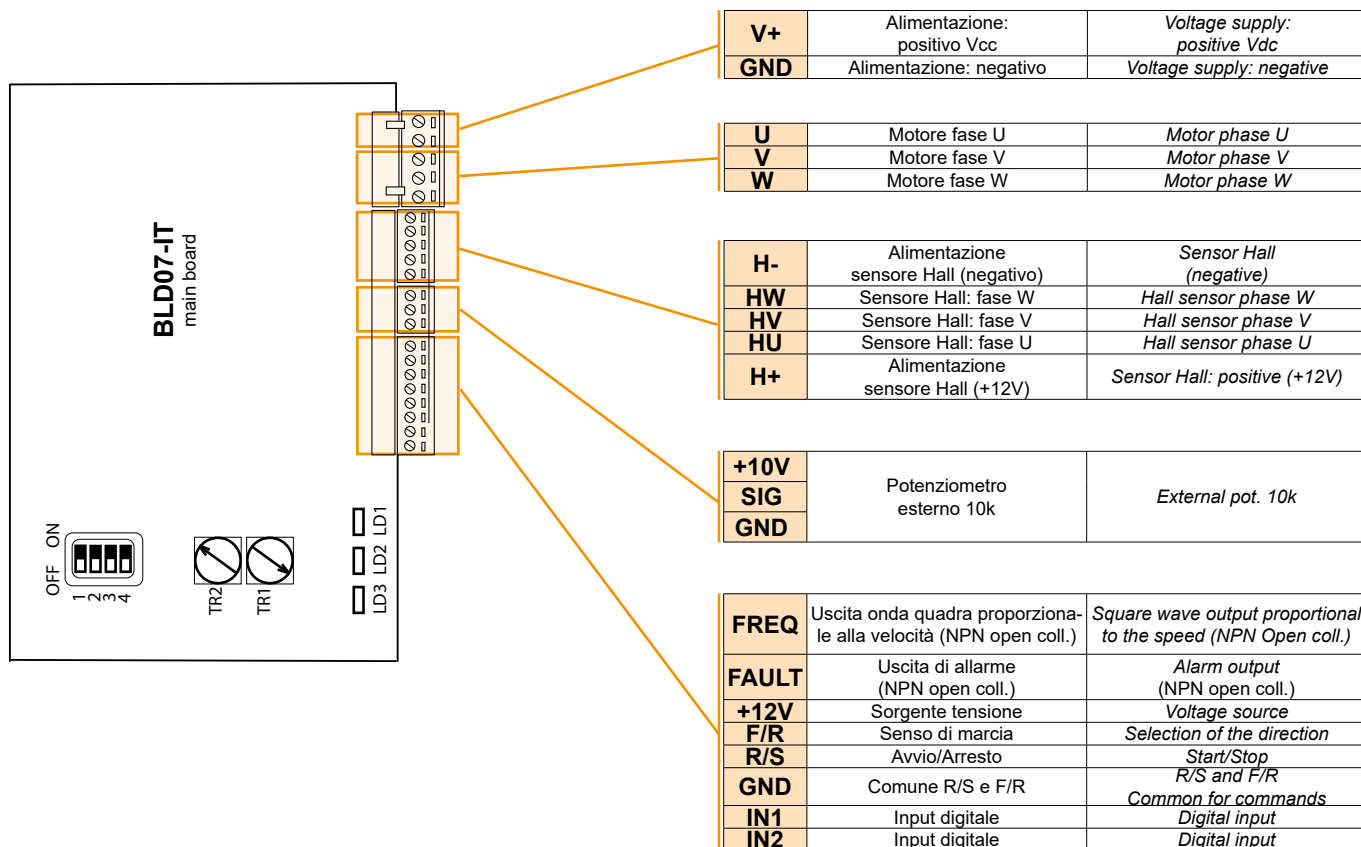 V+
Alimentazione:
positivo Vcc
Voltage supply:
positive Vdc
GND
Alimentazione: negativo
Voltage supply: negative
U
Motore fase U
Motor phase U
V
Motore fase V
Motor phase V
W
Motore fase W
Motor phase W
BLD07-IT
main board
H-
Alimentazione
sensore Hall (negativo)
Sensor Hall
(negative)
HW
Sensore Hall: fase W
Hall sensor phase W
HV
Sensore Hall: fase V
Hall sensor phase V
HU
Sensore Hall: fase U
Hall sensor phase U
H+
Alimentazione
sensore Hall (+12V)
Sensor Hall: positive (+12V)
+10V
SIG
GND
Potenziometro
esterno 10k
External pot. 10k
OFF ON
1
2
3
4
TR2
TR1
LD1
LD2
LD3
FREQ
Uscita onda quadra proporziona-
le alla velocità (NPN open coll.)
Square wave output proportional
to the speed (NPN Open coll.)
FAULT
Uscita di allarme
(NPN open coll.)
Alarm output
(NPN open coll.)
+12V
Sorgente tensione
Voltage source
F/R
Senso di marcia
Selection of the direction
R/S
Avvio/Arresto
Start/Stop
GND
Comune R/S e F/R
R/S and F/R
Common for commands
IN1
Input digitale
Digital input
IN2
Input digitale
Digital input